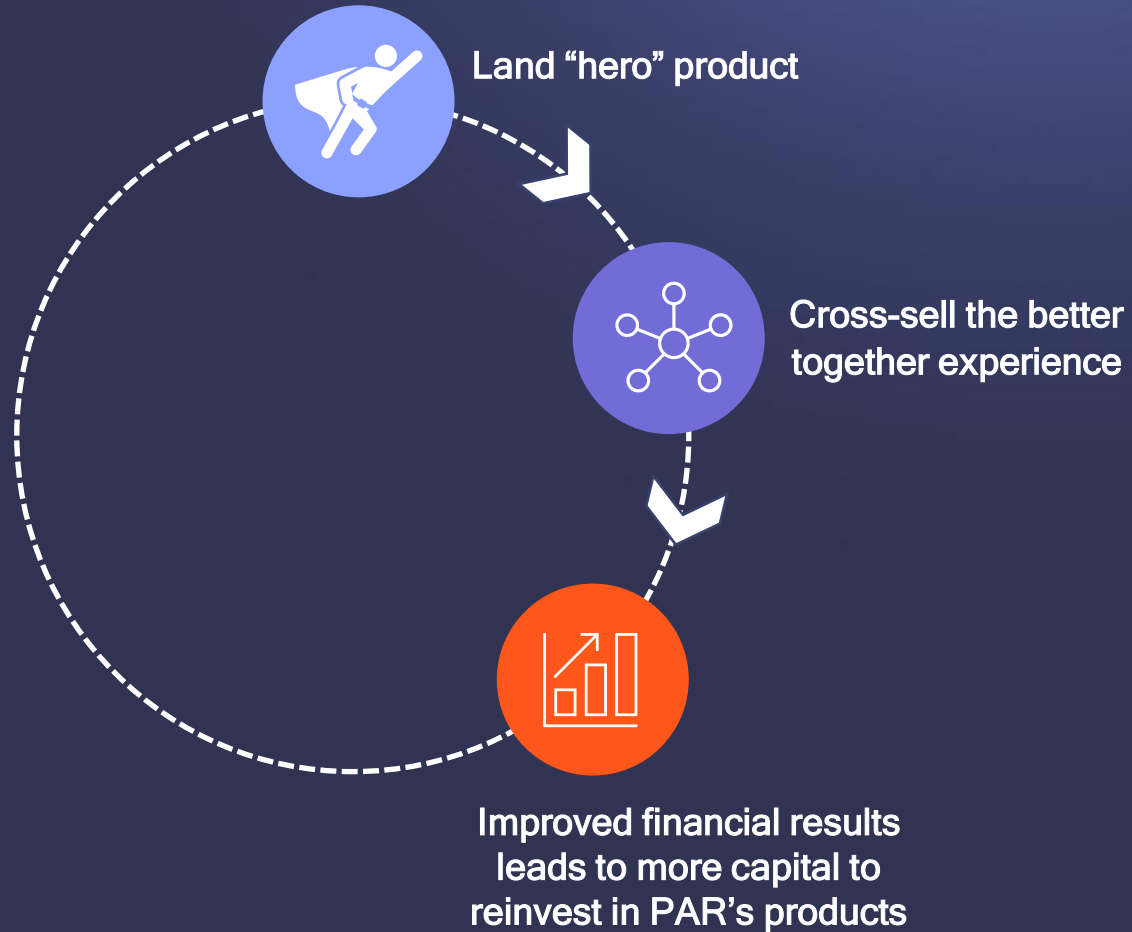 Land “hero” product
Cross-sell the better
together experience
Improved financial results
leads to more capital to
reinvest in PAR’s products